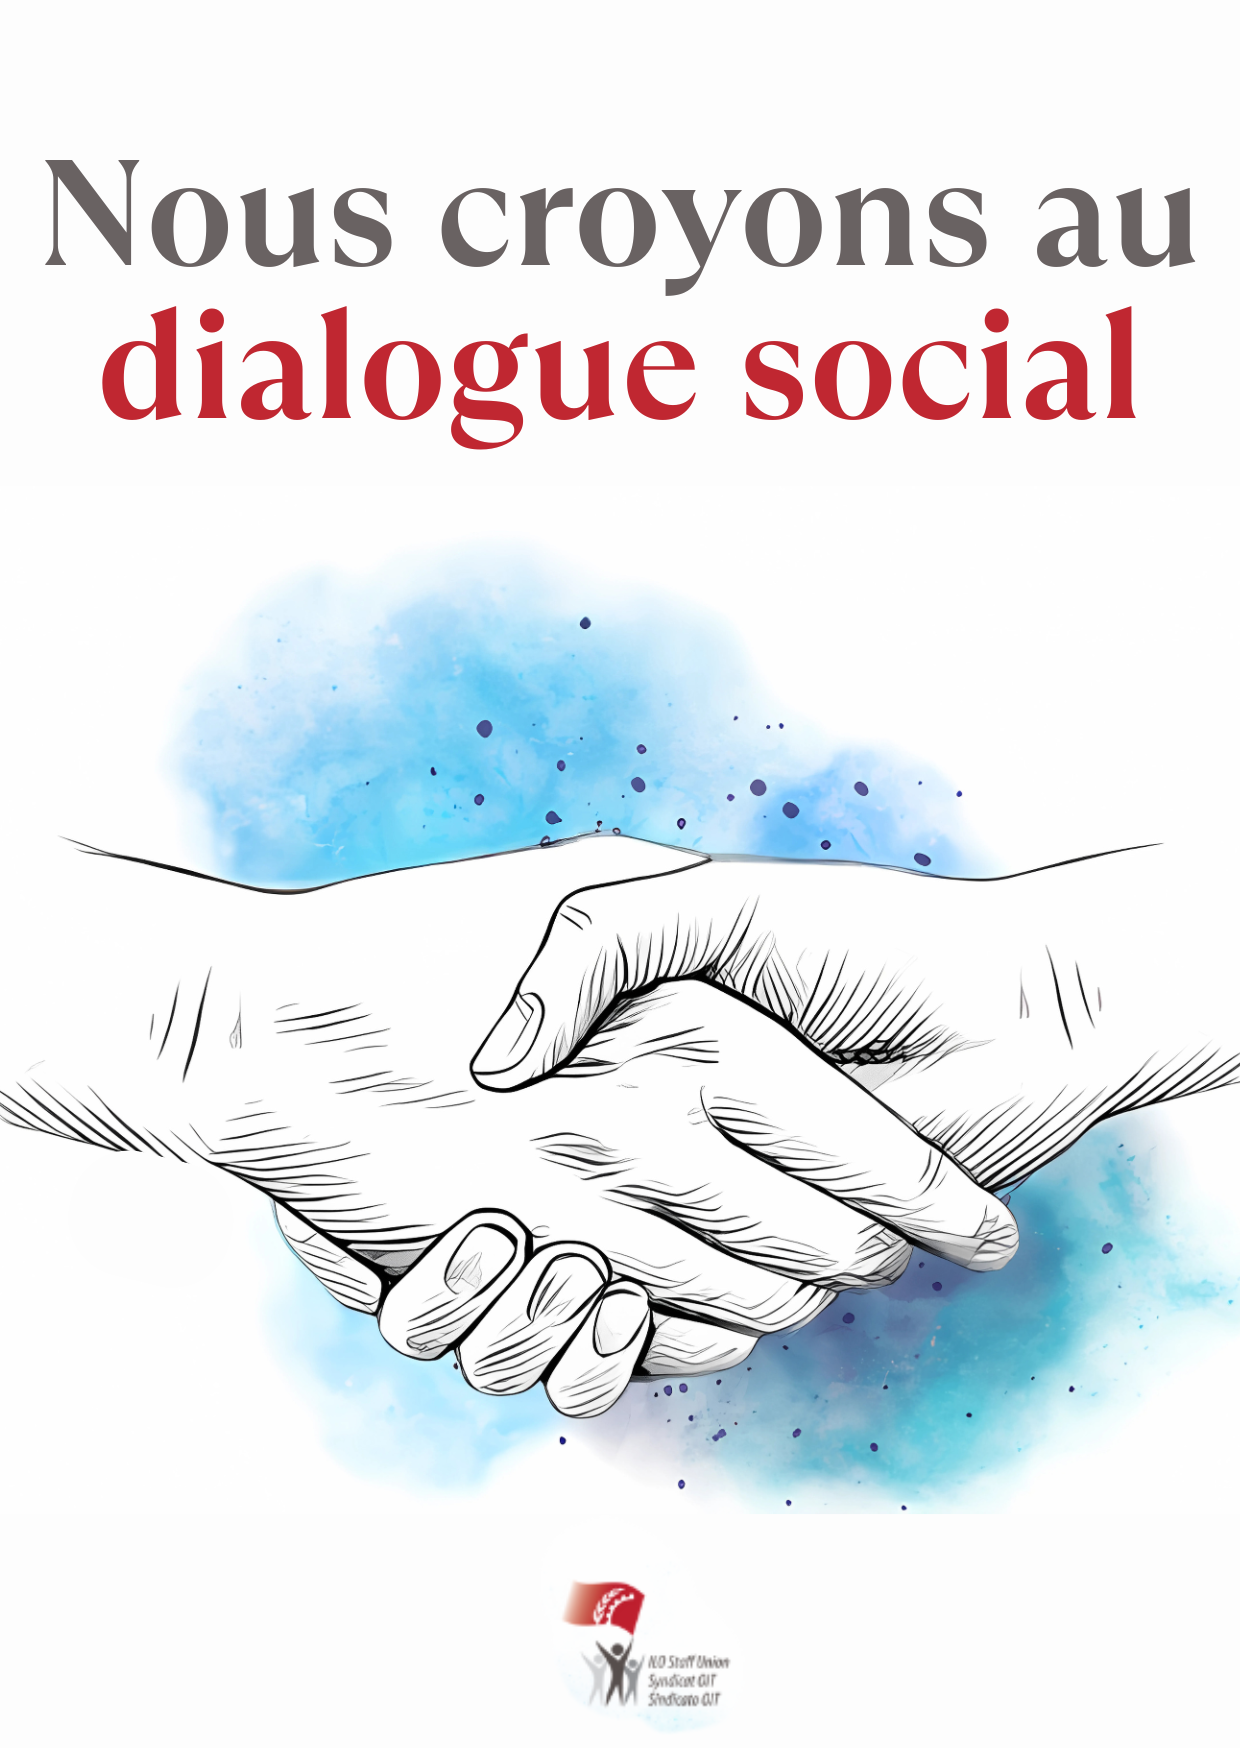 Nous croyons au
dialogue social
ILO Staff Union
Syndicat OIT
Sindicato OIT